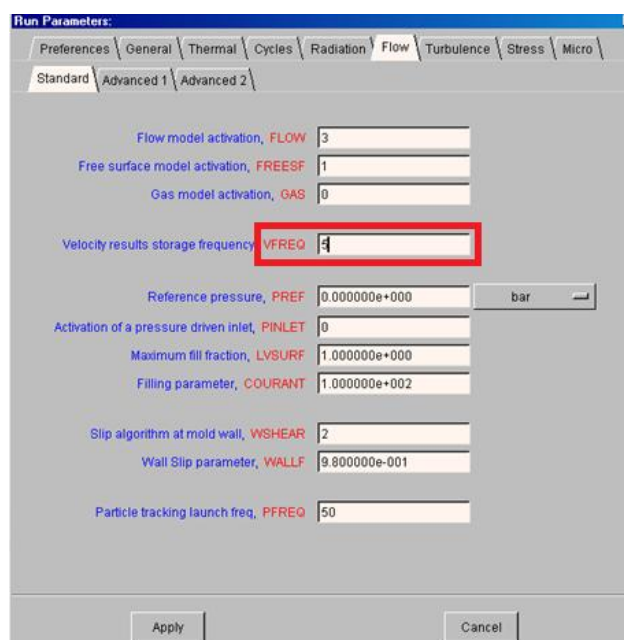 Run Parameters:
Preferences General Thermal Cycles Radiation Flow Turbulence Stress Micro
Standard Advanced 1 Advanced 2
Flow model activation, FLOW 3
Free surface model activation, FREESF 1
Gas model activation, GAS 0
Velocity results storage frequency, VFREQ 5
Reference pressure, PREF 0.000000e+000 bar
Activation of a pressure driven inlet, PINLET 0
Maximum fill fraction, LVSURF 1.000000e+000
Filling parameter, COURANT 1.000000e+002
Slip algorithm at mold wall, WSHEAR 2
Wall Slip parameter, WALLF 9.800000e-001
Particle tracking launch freq, PFREQ 50
Apply Cancel